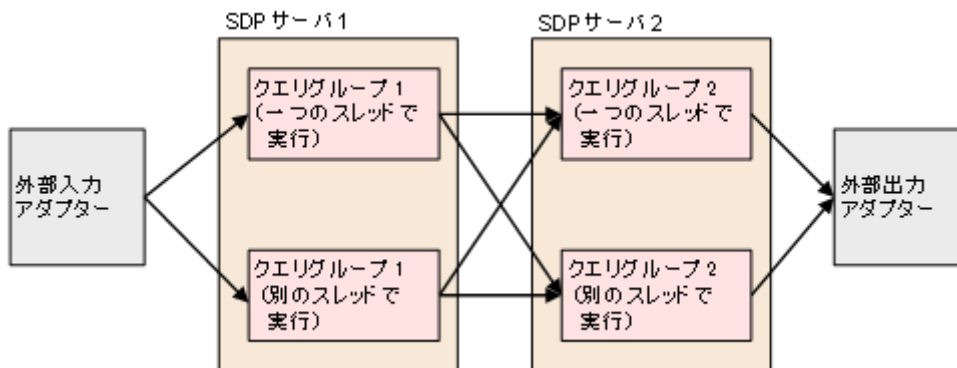 SDPサーバ1
SDPサーバ2
クエリグループ1
(一つのスレッドで
実行)
クエリグループ2
(一つのスレッドで
実行)
外部入力
アダプター
外部出力
アダプター
クエリグループ1
(別のスレッドで
実行)
クエリグループ2
(別のスレッドで
実行)